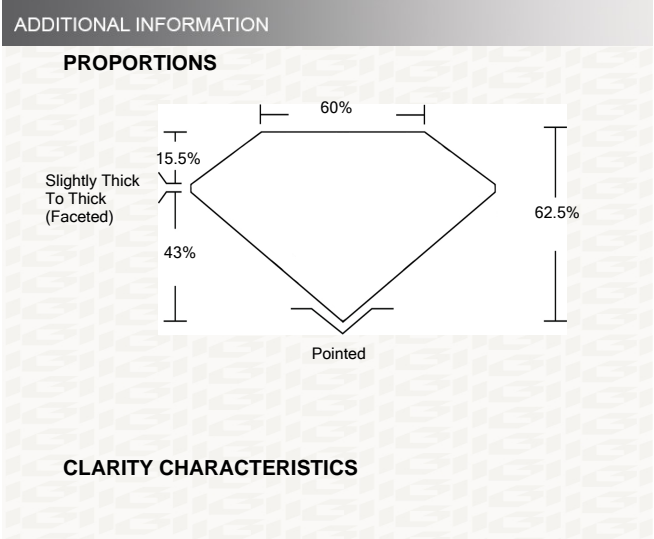 ADDITIONAL INFORMATION
PROPORTIONS
60%
15.5%
Slightly Thick
To Thick
(Faceted)
62.5%
43%
Pointed
CLARITY CHARACTERISTICS